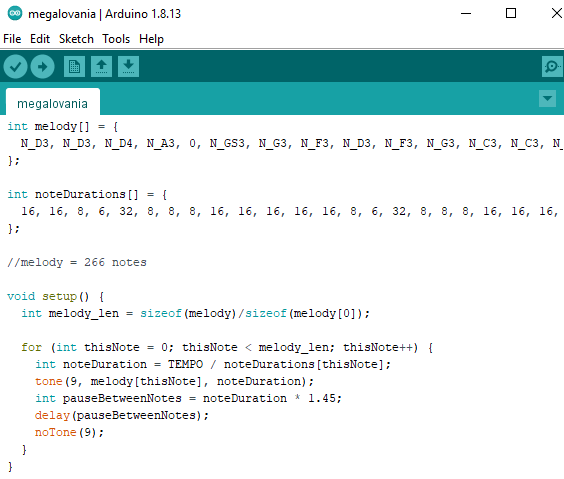 megalovania | Arduino 1.8.13
File Edit Sketch Tools Help
megalovania
int melody[] = {
  N_D3, N_D3, N_D4, N_A3, 0, N_GS3, N_G3, N_F3, N_D3, N_F3, N_G3, N_C3, N_C3, N_
};

int noteDurations[] = {
  16, 16, 8, 6, 32, 8, 8, 8, 16, 16, 16, 16, 16, 8, 6, 32, 8, 8, 8, 16, 16, 16,
};

//melody = 266 notes

void setup() {
  int melody_len = sizeof(melody)/sizeof(melody[0]);

  for (int thisNote = 0; thisNote < melody_len; thisNote++) {
    int noteDuration = TEMPO / noteDurations[thisNote];
    tone(9, melody[thisNote], noteDuration);
    int pauseBetweenNotes = noteDuration * 1.45;
    delay(pauseBetweenNotes);
    noTone(9);
  }
}